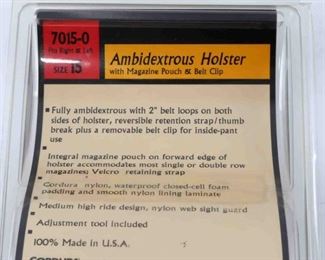 7015-0
Fits Right & Left
SIZE 15
Ambidextrous Holster
with Magazine Pouch & Belt Clip
■Fully ambidextrous with 2" belt loops on both
sides of holster, reversible retention strap/thumb
break plus a removable belt clip for inside-pant
use
■Integral magazine pouch on forward edge of
holster accommodates most single or double row
magazines; Velcro retaining strap
■Cordura nylon, waterproof closed-cell foam
padding and smooth nylon lining laminate
■Medium high ride design, nylon web sight guard
■Adjustment tool included
■100% Made in U.S.A.